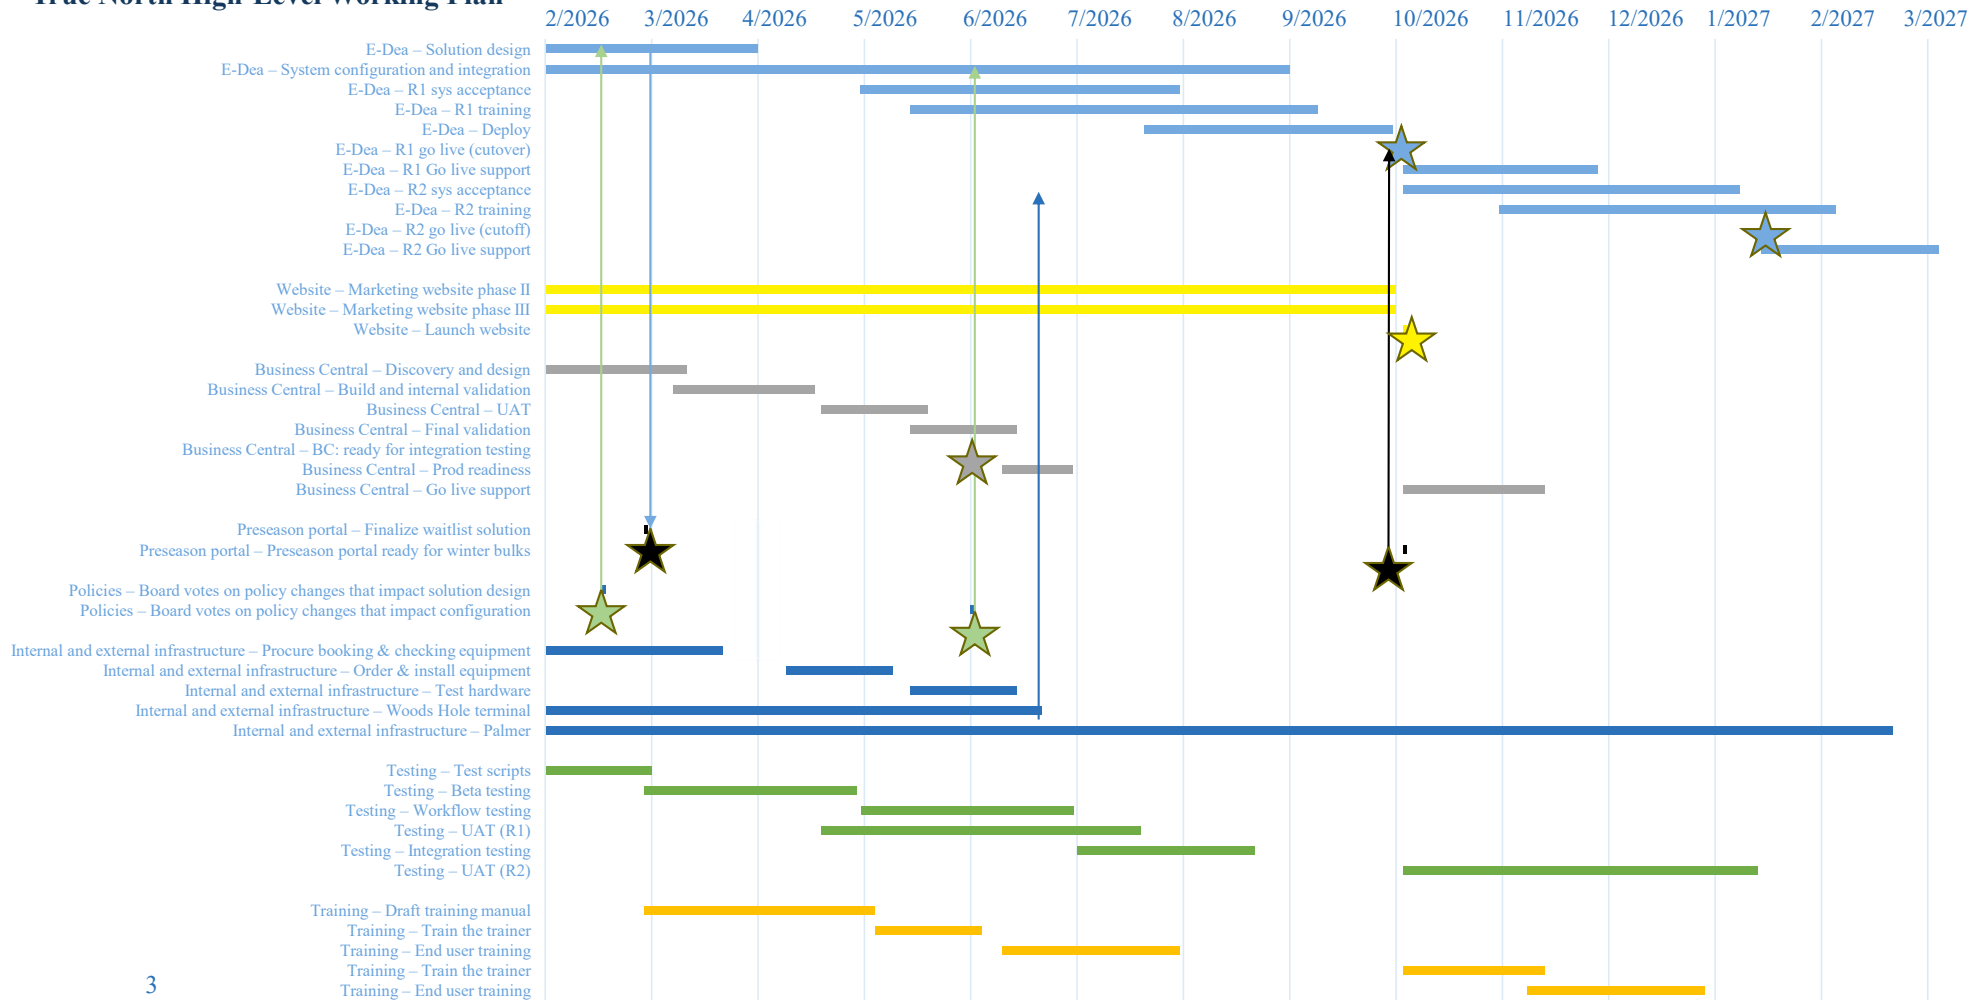 True North High-Level Working Plan
2/2026 3/2026 4/2026 5/2026 6/2026 7/2026 8/2026 9/2026 10/2026 11/2026 12/2026 1/2027 2/2027 3/2027
E-Dea – Solution design
E-Dea – System configuration and integration
E-Dea – R1 sys acceptance
E-Dea – R1 training
E-Dea – Deploy
E-Dea – R1 go live (cutover)
E-Dea – R1 Go live support
E-Dea – R2 sys acceptance
E-Dea – R2 training
E-Dea – R2 go live (cutoff)
E-Dea – R2 Go live support
Website – Marketing website phase II
Website – Marketing website phase III
Website – Launch website
Business Central – Discovery and design
Business Central – Build and internal validation
Business Central – UAT
Business Central – Final validation
Business Central – BC: ready for integration testing
Business Central – Prod readiness
Business Central – Go live support
Preseason portal – Finalize waitlist solution
Preseason portal – Preseason portal ready for winter bulks
Policies – Board votes on policy changes that impact solution design
Policies – Board votes on policy changes that impact configuration
Internal and external infrastructure – Procure booking & checking equipment
Internal and external infrastructure – Order & install equipment
Internal and external infrastructure – Test hardware
Internal and external infrastructure – Woods Hole terminal
Internal and external infrastructure – Palmer
Testing – Test scripts
Testing – Beta testing
Testing – Workflow testing
Testing – UAT (R1)
Testing – Integration testing
Testing – UAT (R2)
Training – Draft training manual
Training – Train the trainer
Training – End user training
Training – Train the trainer
Training – End user training
3